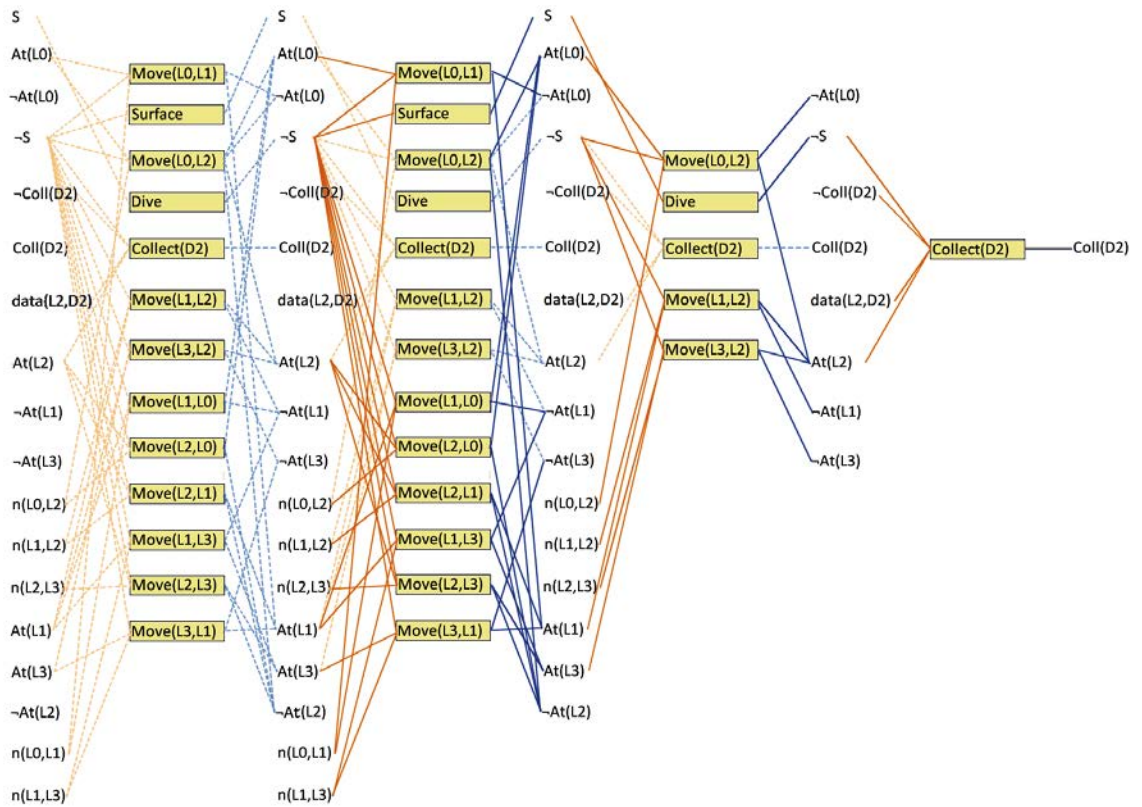 S
At(L0)
¬At(L0)
¬S
¬Coll(D2)
Coll(D2)
data(L2,D2)
At(L2)
¬At(L1)
¬At(L3)
n(L0,L2)
n(L1,L2)
n(L2,L3)
At(L1)
At(L3)
¬At(L2)
n(L0,L1)
n(L1,L3)
Move(L0,L1)
Surface
Move(L0,L2)
Dive
Collect(D2)
Move(L1,L2)
Move(L3,L2)
Move(L1,L0)
Move(L2,L0)
Move(L2,L1)
Move(L1,L3)
Move(L2,L3)
Move(L3,L1)
S
At(L0)
¬At(L0)
¬S
¬Coll(D2)
Coll(D2)
data(L2,D2)
At(L2)
¬At(L1)
¬At(L3)
n(L0,L2)
n(L1,L2)
n(L2,L3)
At(L1)
At(L3)
¬At(L2)
n(L0,L1)
n(L1,L3)
Move(L0,L1)
Surface
Move(L0,L2)
Dive
Collect(D2)
Move(L1,L2)
Move(L3,L2)
Move(L1,L0)
Move(L2,L0)
Move(L2,L1)
Move(L1,L3)
Move(L2,L3)
Move(L3,L1)
S
At(L0)
¬At(L0)
¬S
¬Coll(D2)
Coll(D2)
data(L2,D2)
At(L2)
¬At(L1)
¬At(L3)
n(L0,L2)
n(L1,L2)
n(L2,L3)
At(L1)
At(L3)
¬At(L2)
Move(L0,L2)
Dive
Collect(D2)
Move(L1,L2)
Move(L3,L2)
¬At(L0)
¬S
¬Coll(D2)
Coll(D2)
data(L2,D2)
At(L2)
¬At(L1)
¬At(L3)
Collect(D2)
Coll(D2)